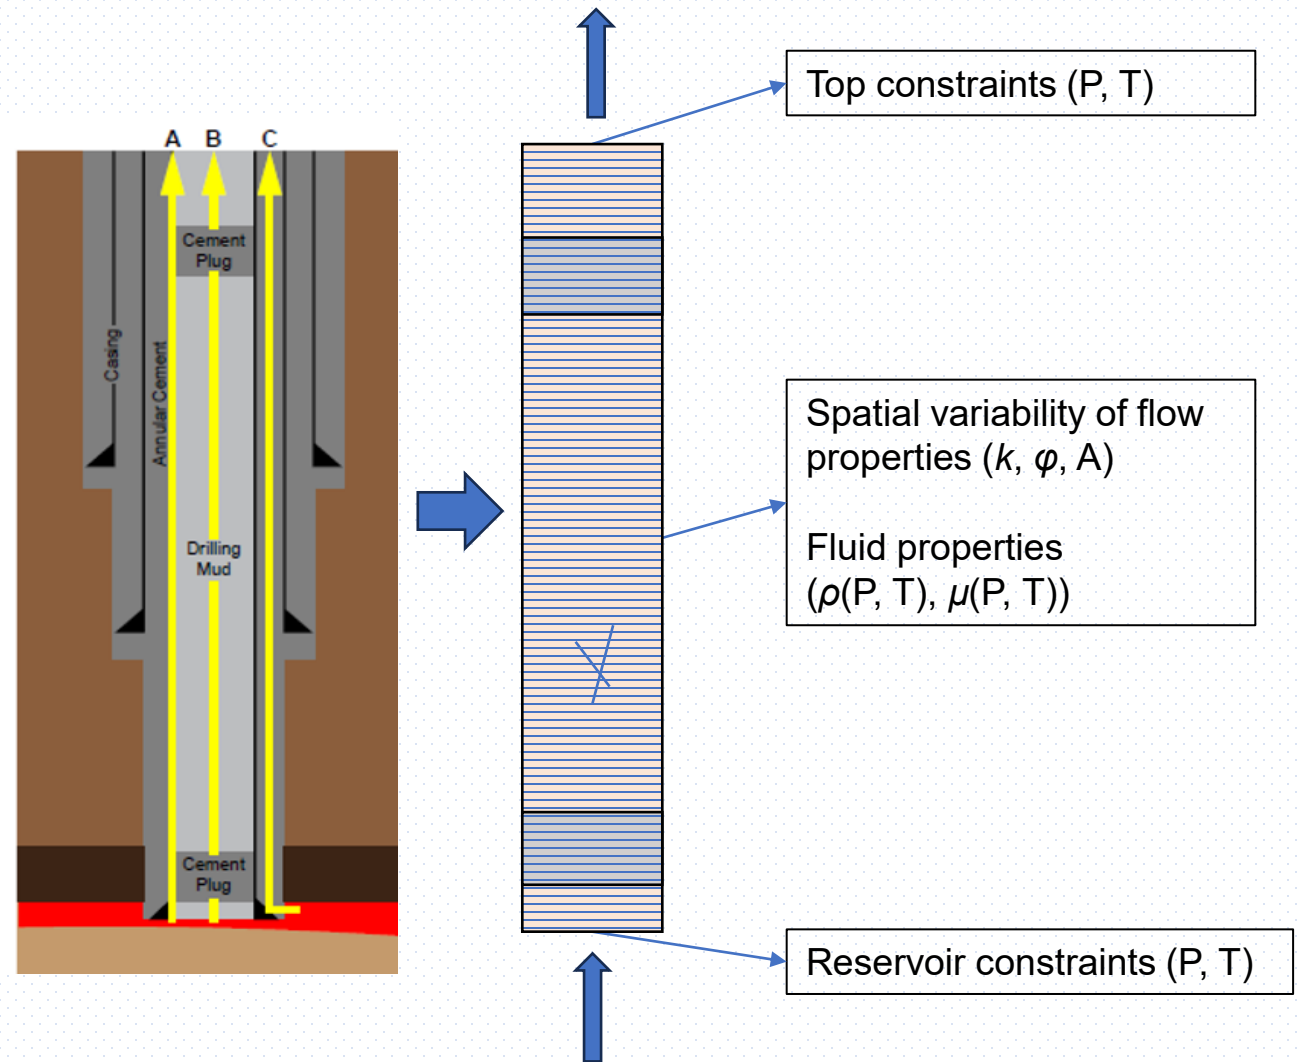 A B C
Cement
Plug
Casing
Annular Cement
Drilling
Mud
Cement
Plug
Top constraints (P, T)
Spatial variability of flow
properties (k, φ, A)
Fluid properties
(ρ(P, T), μ(P, T))
Reservoir constraints (P, T)